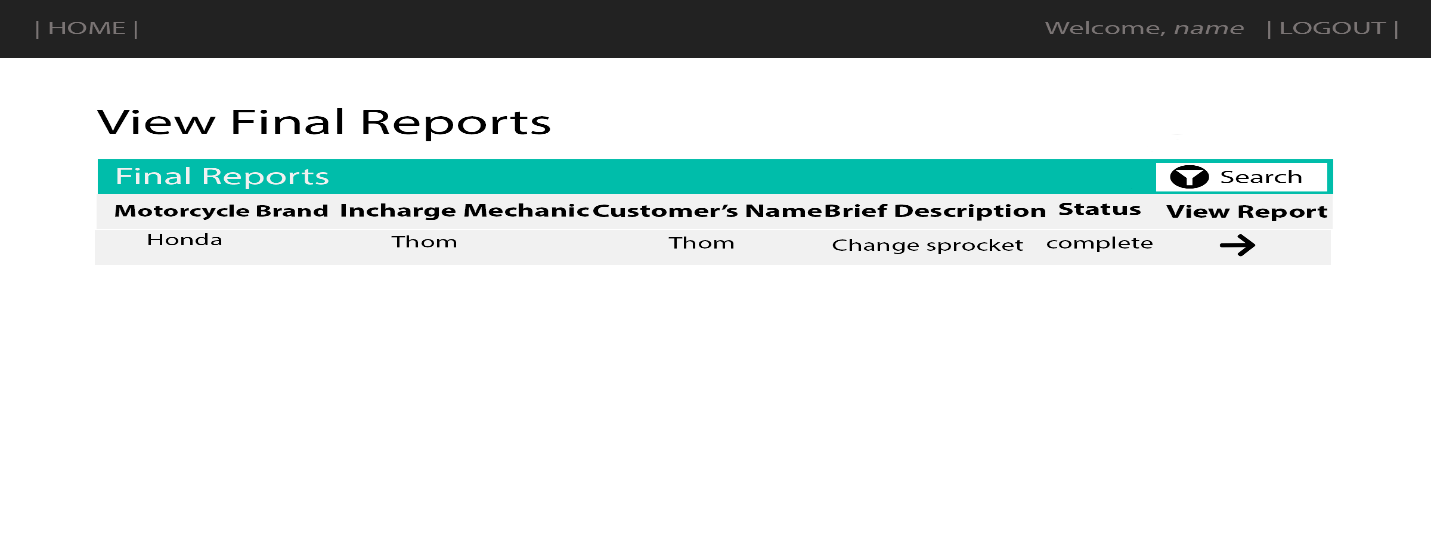 | HOME | Welcome, name | LOGOUT |
View Final Reports
Final Reports Search
Motorcycle Brand Incharge Mechanic Customer's Name Brief Description Status View Report
Honda Thom Thom Change sprocket complete